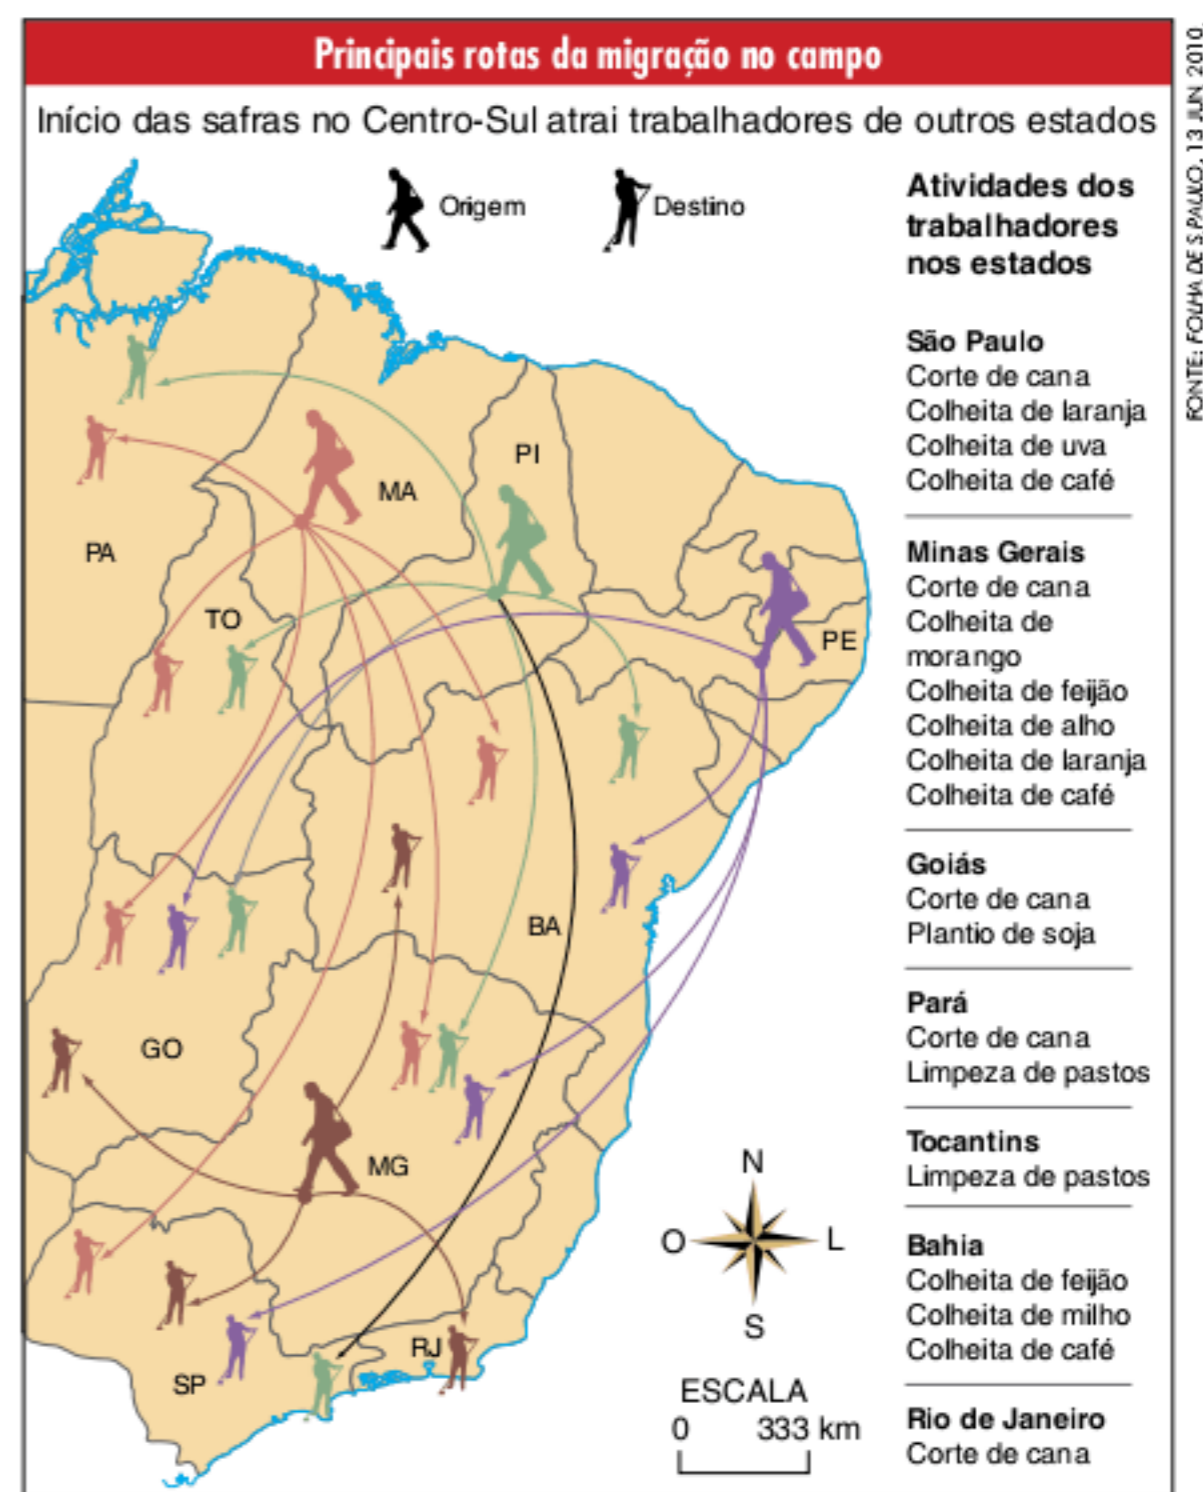 Principais rotas da migração no campo
Início das safras no Centro-Sul atrai trabalhadores de outros estados
Origem
Destino
PI
MA
PA
TO
PE
BA
GO
MG
RJ
SP
N
O
L
S
ESCALA
0 333 km
Atividades dos
trabalhadores
nos estados
São Paulo
Corte de cana
Colheita de laranja
Colheita de uva
Colheita de café
Minas Gerais
Corte de cana
Colheita de
morango
Colheita de feijão
Colheita de alho
Colheita de laranja
Colheita de café
Goiás
Corte de cana
Plantio de soja
Pará
Corte de cana
Limpeza de pastos
Tocantins
Limpeza de pastos
Bahia
Colheita de feijão
Colheita de milho
Colheita de café
Rio de Janeiro
Corte de cana
FONTE: FOLHA DE S.PAULO, 13 JUN. 2010.